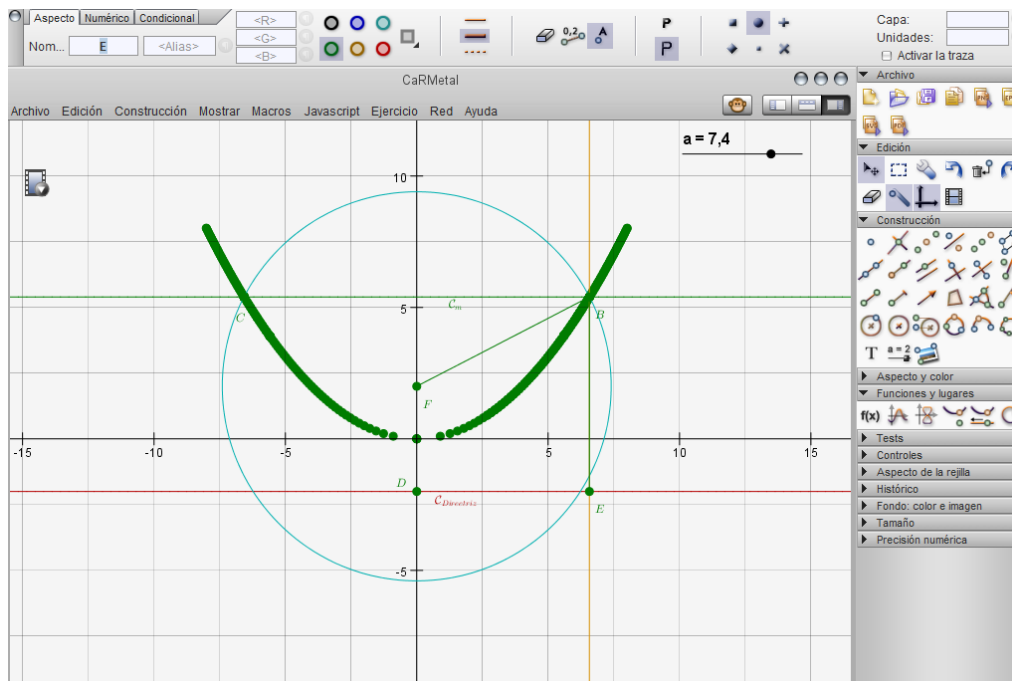 Aspecto Numérico Condicional
Nom... E <Alias>
<R>
<G>
<B>
0,2 A
P
P
Capa:
Unidades:
Activar la traza
CaRMetal
Archivo Edición Construcción Mostrar Macros Javascript Ejercicio Red Ayuda
a = 7,4
10
5
-5
-15 -10 -5 5 10 15
C
C_m
B
F
D
C_Directriz
E
Archivo
Edición
Construcción
T a = 2
Aspecto y color
Funciones y lugares
f(x)
Tests
Controles
Aspecto de la rejilla
Histórico
Fondo: color e imagen
Tamaño
Precisión numérica